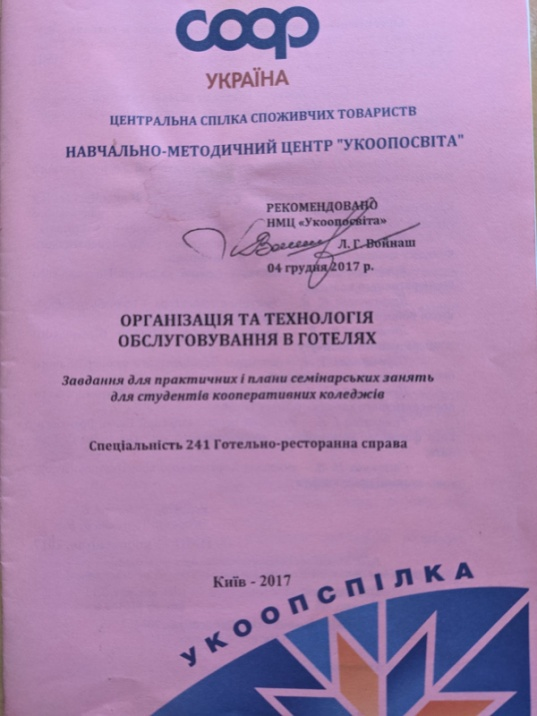 coop
УКРАЇНА
ЦЕНТРАЛЬНА СПІЛКА СПОЖИВЧИХ ТОВАРИСТВ
НАВЧАЛЬНО-МЕТОДИЧНИЙ ЦЕНТР "УКООПОСВІТА"
РЕКОМЕНДОВАНО
НМЦ «Укоопосвіта»
Л. Г. Войнаш
04 грудня 2017 р.
ОРГАНІЗАЦІЯ ТА ТЕХНОЛОГІЯ
ОБСЛУГОВУВАННЯ В ГОТЕЛЯХ
Завдання для практичних і плани семінарських занять
для студентів кооперативних коледжів
Спеціальність 241 Готельно-ресторанна справа
Київ - 2017
УКООПСПІЛКА